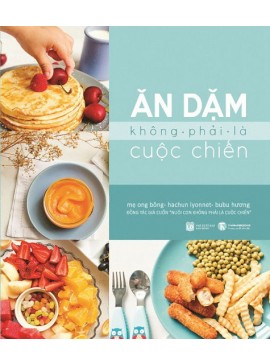 ĂN DẶM
không·phải·là
cuộc chiến
mẹ ong bông· hachun lyonnet· bubu hương
ĐỒNG TÁC GIẢ CUỐN "NUÔI CON KHÔNG PHẢI LÀ CUỘC CHIẾN"